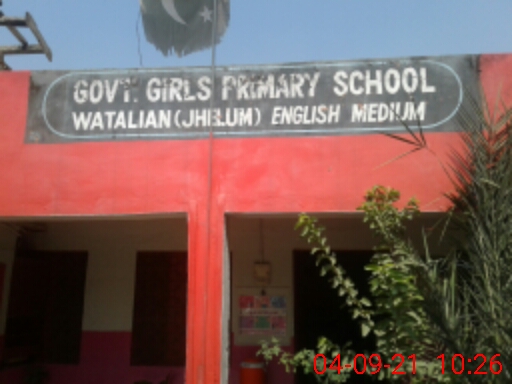 GOVT. GIRLS PRIMARY SCHOOL
WATALIAN (JHELUM) ENGLISH MEDIUM
04-09-21 10:26